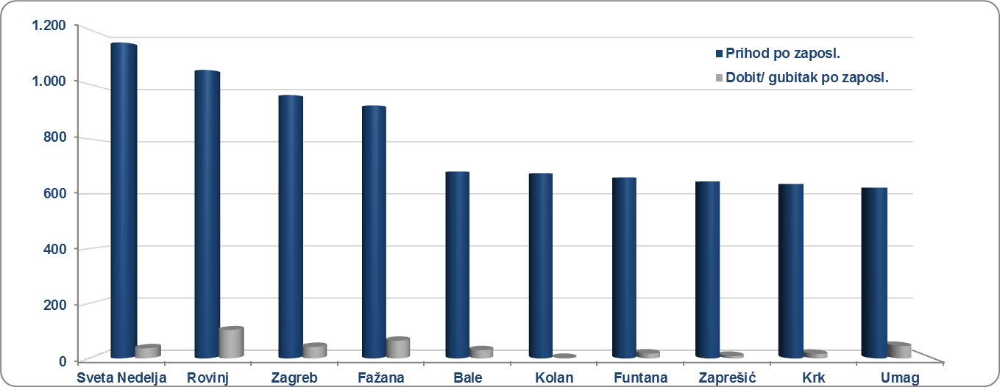 1.200
1.000
800
600
400
200
0
Prihod po zaposl.
Dobit/ gubitak po zaposl.
Sveta Nedelja Rovinj Zagreb Fažana Bale Kolan Funtana Zaprešić Krk Umag